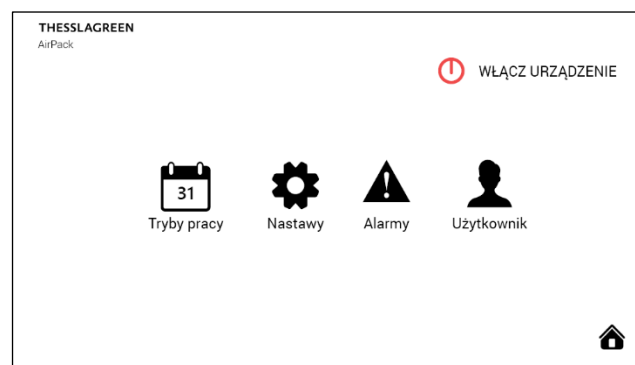 THESSLAGREEN
AirPack
WŁĄCZ URZĄDZENIE
31
Tryby pracy
Nastawy
Alarmy
Użytkownik